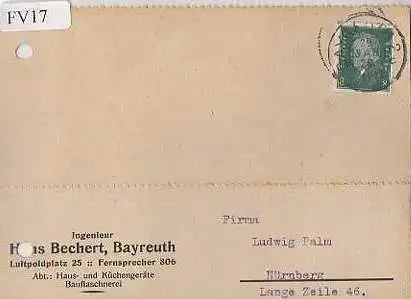 FV17
Ingenieur
Hans Bechert, Bayreuth
Luitpoldplatz 25 :: Fernsprecher 806
Abt.: Haus- und Küchengeräte
Bauflaschnerei
Firma
Ludwig Palm
Nürnberg
Lange Zeile 46.